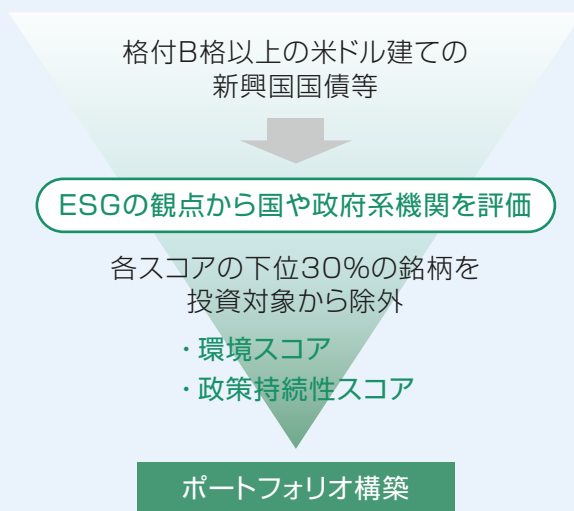 格付B格以上の米ドル建ての
新興国国債等
ESGの観点から国や政府系機関を評価
各スコアの下位30%の銘柄を
投資対象から除外
・環境スコア
・政策持続性スコア
ポートフォリオ構築